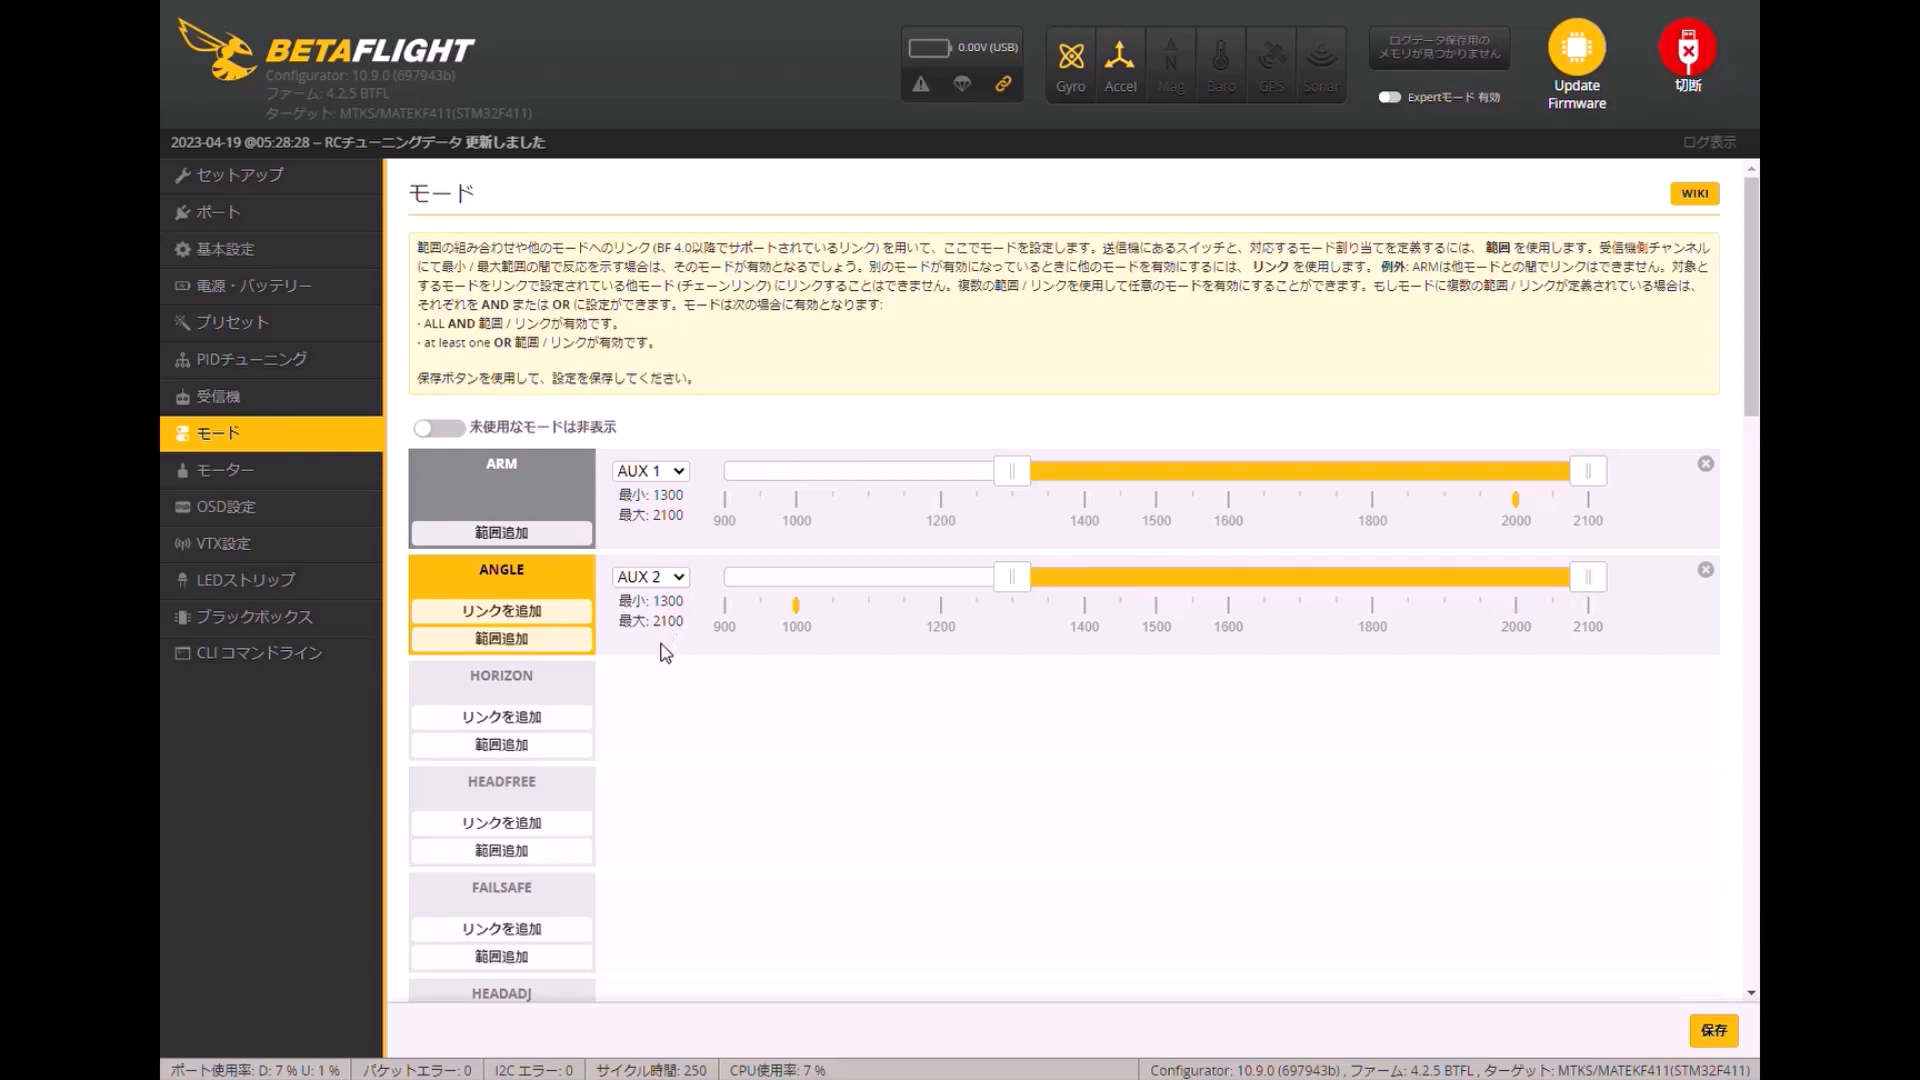 BETAFLIGHT
Configurator: 10.9.0 (697943b)
ファーム: 4.2.5 BTFL
ターゲット: MTKS/MATEKF411(STM32F411)
0.00V (USB)
Gyro
Accel
Mag
Baro
GPS
Sonar
ログデータ保存用の
メモリが見つかりません
Expertモード 有効
Update
Firmware
切断
2023-04-19 @05:28:28 – RCチューニングデータ 更新しました
ログ表示
セットアップ
ポート
基本設定
電源・バッテリー
プリセット
PIDチューニング
受信機
モード
モーター
OSD設定
VTX設定
LEDストリップ
ブラックボックス
CLI コマンドライン
モード
WIKI
範囲の組み合わせや他のモードへのリンク (BF 4.0以降でサポートされているリンク) を用いて、ここでモードを設定します。送信機にあるスイッチと、対応するモード割り当てを定義するには、 範囲 を使用します。受信機側チャンネル
にて最小 / 最大範囲の間で反応を示す場合は、そのモードが有効となるでしょう。別のモードが有効になっているときに他のモードを有効にするには、 リンク を使用します。 例外: ARMは他モードとの間でリンクはできません。対象と
するモードをリンクで設定されている他モード (チェーンリンク) にリンクすることはできません。複数の範囲 / リンクを使用して任意のモードを有効にすることができます。もしモードに複数の範囲 / リンクが定義されている場合は、
それぞれを AND または OR に設定ができます。モードは次の場合に有効となります:
- ALL AND 範囲 / リンクが有効です。
- at least one OR 範囲 / リンクが有効です。
保存ボタンを使用して、設定を保存してください。
未使用なモードは非表示
ARM
範囲追加
AUX 1
最小: 1300
最大: 2100
900 1000 1200 1400 1500 1600 1800 2000 2100
ANGLE
リンクを追加
範囲追加
AUX 2
最小: 1300
最大: 2100
900 1000 1200 1400 1500 1600 1800 2000 2100
HORIZON
リンクを追加
範囲追加
HEADFREE
リンクを追加
範囲追加
FAILSAFE
リンクを追加
範囲追加
HEADADJ
保存
ポート使用率: D: 7 % U: 1 %
パケットエラー: 0
I2C エラー: 0
サイクル時間: 250
CPU使用率: 7 %
Configurator: 10.9.0 (697943b) , ファーム: 4.2.5 BTFL , ターゲット: MTKS/MATEKF411(STM32F411)